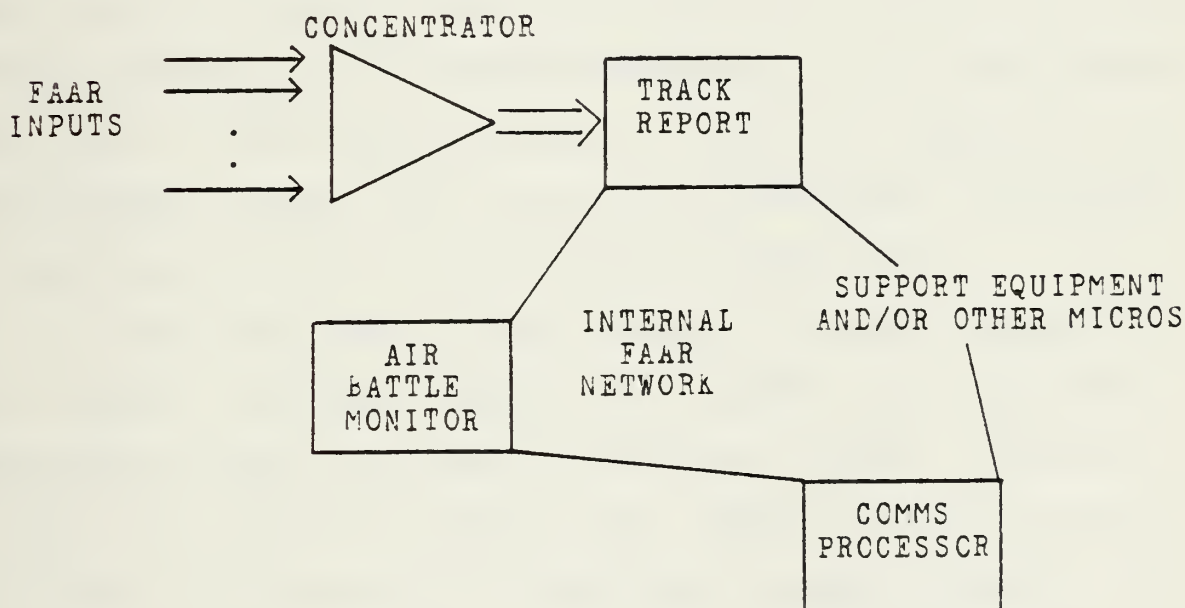 CONCENTRATOR
FAAR
INPUTS
TRACK
REPORT
SUPPORT EQUIPMENT
AND/OR OTHER MICROS
INTERNAL
FAAR
NETWORK
AIR
BATTLE
MONITOR
COMMS
PROCESSOR